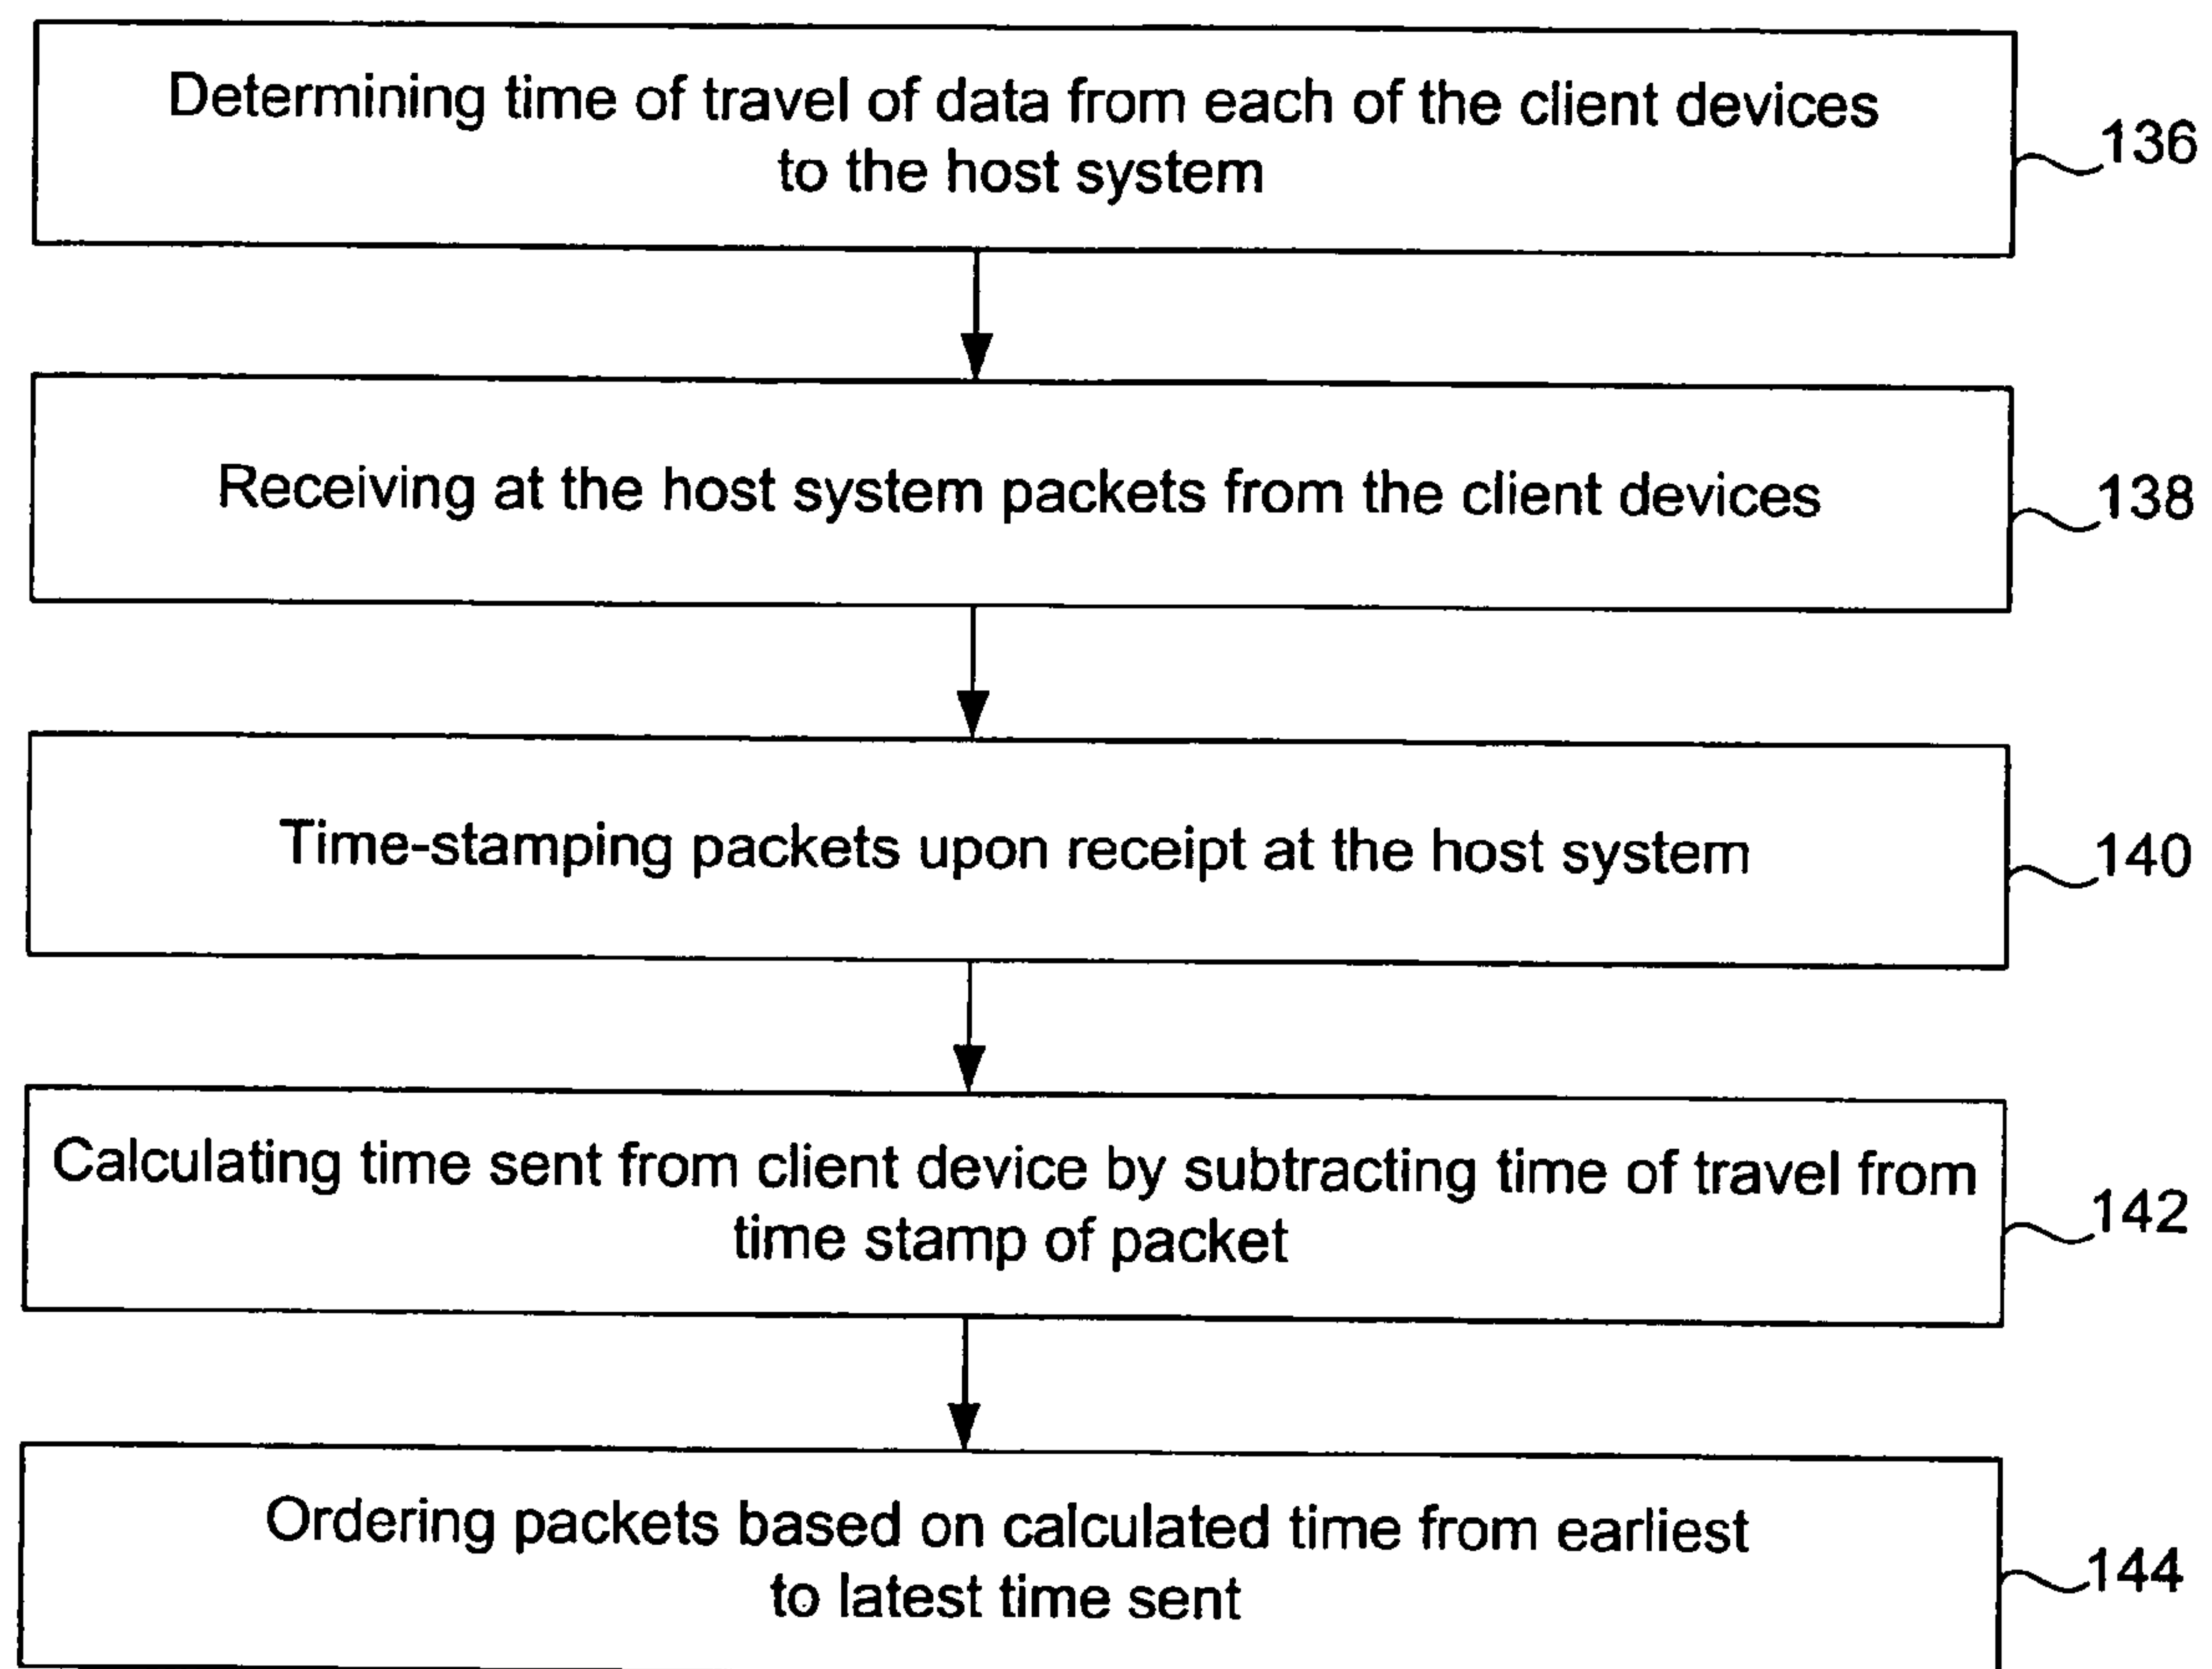 Determining time of travel of data from each of the client devices
to the host system
136
Receiving at the host system packets from the client devices
138
Time-stamping packets upon receipt at the host system
140
Calculating time sent from client device by subtracting time of travel from
time stamp of packet
142
Ordering packets based on calculated time from earliest
to latest time sent
144